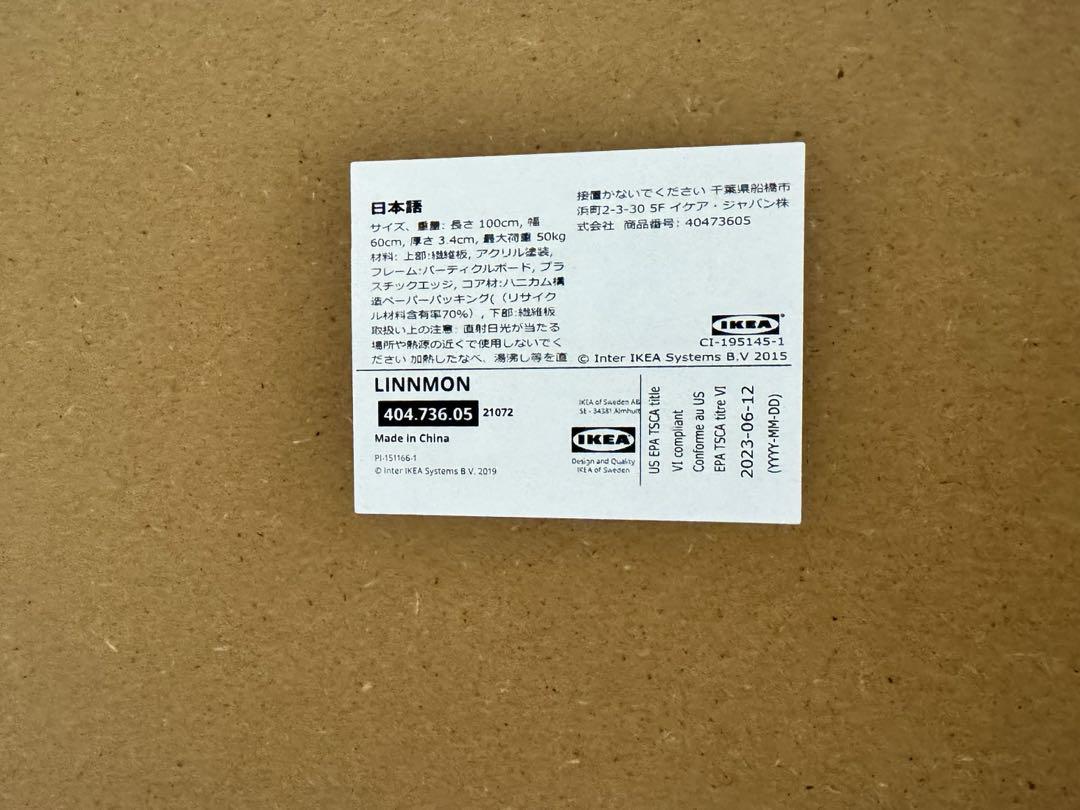 日本語
サイズ、重量: 長さ 100cm, 幅
60cm, 厚さ 3.4cm, 最大荷重 50kg
材料: 上部:繊維板, アクリル塗装,
フレーム:パーティクルボード, プラ
スチックエッジ, コア材:ハニカム構
造ペーパーパッキング(（リサイク
ル材料含有率70%）, 下部:繊維板
取扱い上の注意: 直射日光が当たる
場所や熱源の近くで使用しないでく
ださい 加熱したなべ、湯沸し等を直
接置かないでください 千葉県船橋市
浜町2-3-30 5F イケア・ジャパン株
式会社 商品番号: 40473605
IKEA
CI-195145-1
© Inter IKEA Systems B.V 2015
LINNMON
404.736.05 21072
Made in China
PI-151166-1
© Inter IKEA Systems B.V. 2019
IKEA of Sweden AB
SE - 34381 Älmhult
IKEA
Design and Quality
IKEA of Sweden
US EPA TSCA title
VI compliant
Conforme au US
EPA TSCA titre VI
2023-06-12
(YYYY-MM-DD)